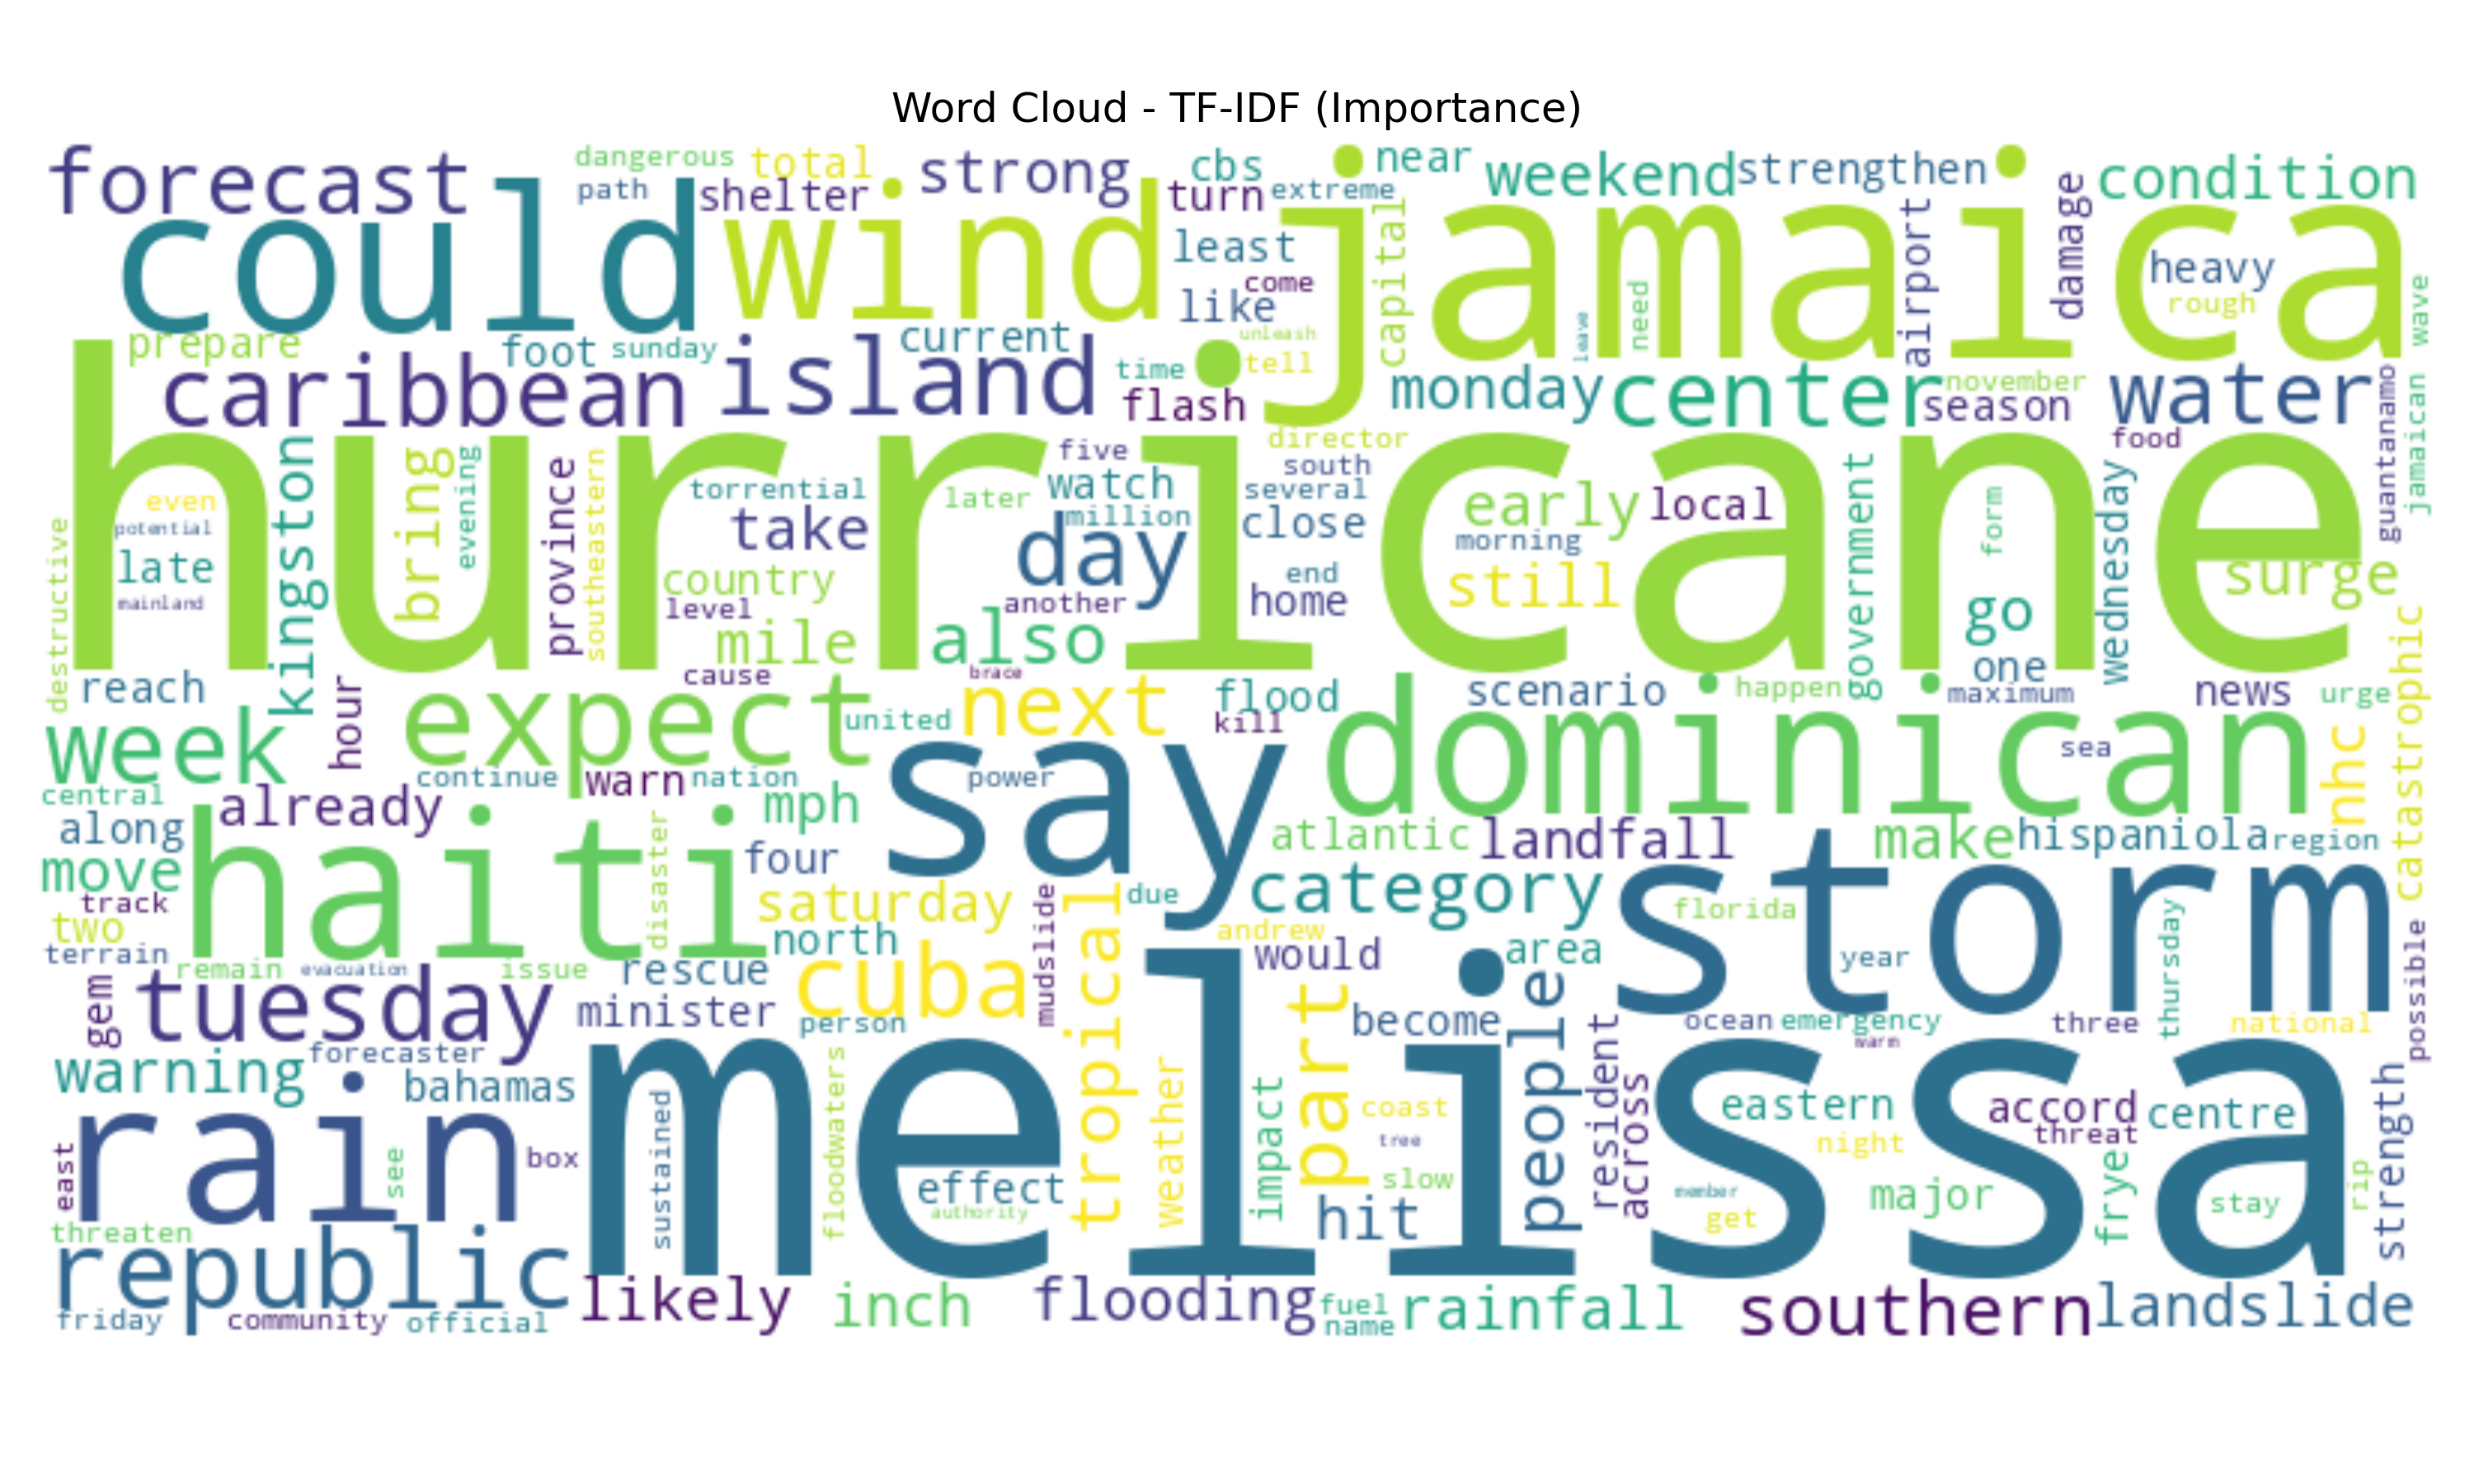 Word Cloud - TF-IDF (Importance)
forecast
dangerous
total
path
shelter
strong
cbs
near
turn
extreme
weekend
strengthen
condition
could
wind
jamaica
least
come
like
capital
leave
need
airport
damage
heavy
rough
wave
prepare
foot
sunday
current
unleash
time
tell
caribbean
island
flash
monday
center
november
season
water
guantanamo
jamaican
hurricane
director
five
south
food
even
potential
late
mainland
destructive
kingston
bring
evening
province
southeastern
torrential
take
later
watch
million
several
close
day
early
local
morning
still
government
form
wednesday
go
one
surge
country
level
another
end
home
mile
also
cause
brace
reach
hour
expect
united
next
flood
kill
scenario
happen
maximum
news
urge
catastrophic
week
continue
warn
nation
say
power
dominican
sea
nhc
central
already
mph
along
haiti
disaster
four
atlantic
landfall
make
hispaniola
region
move
track
two
terrain
saturday
due
category
storm
florida
north
andrew
would
area
year
thursday
possible
remain
evacuation
issue
rescue
cuba
mudslide
tropical
gem
tuesday
minister
person
part
become
people
resident
ocean
emergency
warm
three
national
warning
forecaster
bahamas
melissa
floodwaters
weather
impact
coast
tree
slow
across
eastern
night
accord
threat
centre
strength
rain
east
see
box
sustained
effect
authority
hit
member
get
major
frye
stay
rip
threaten
republic
friday
community
official
likely
inch
flooding
fuel
name
rainfall
southern
landslide